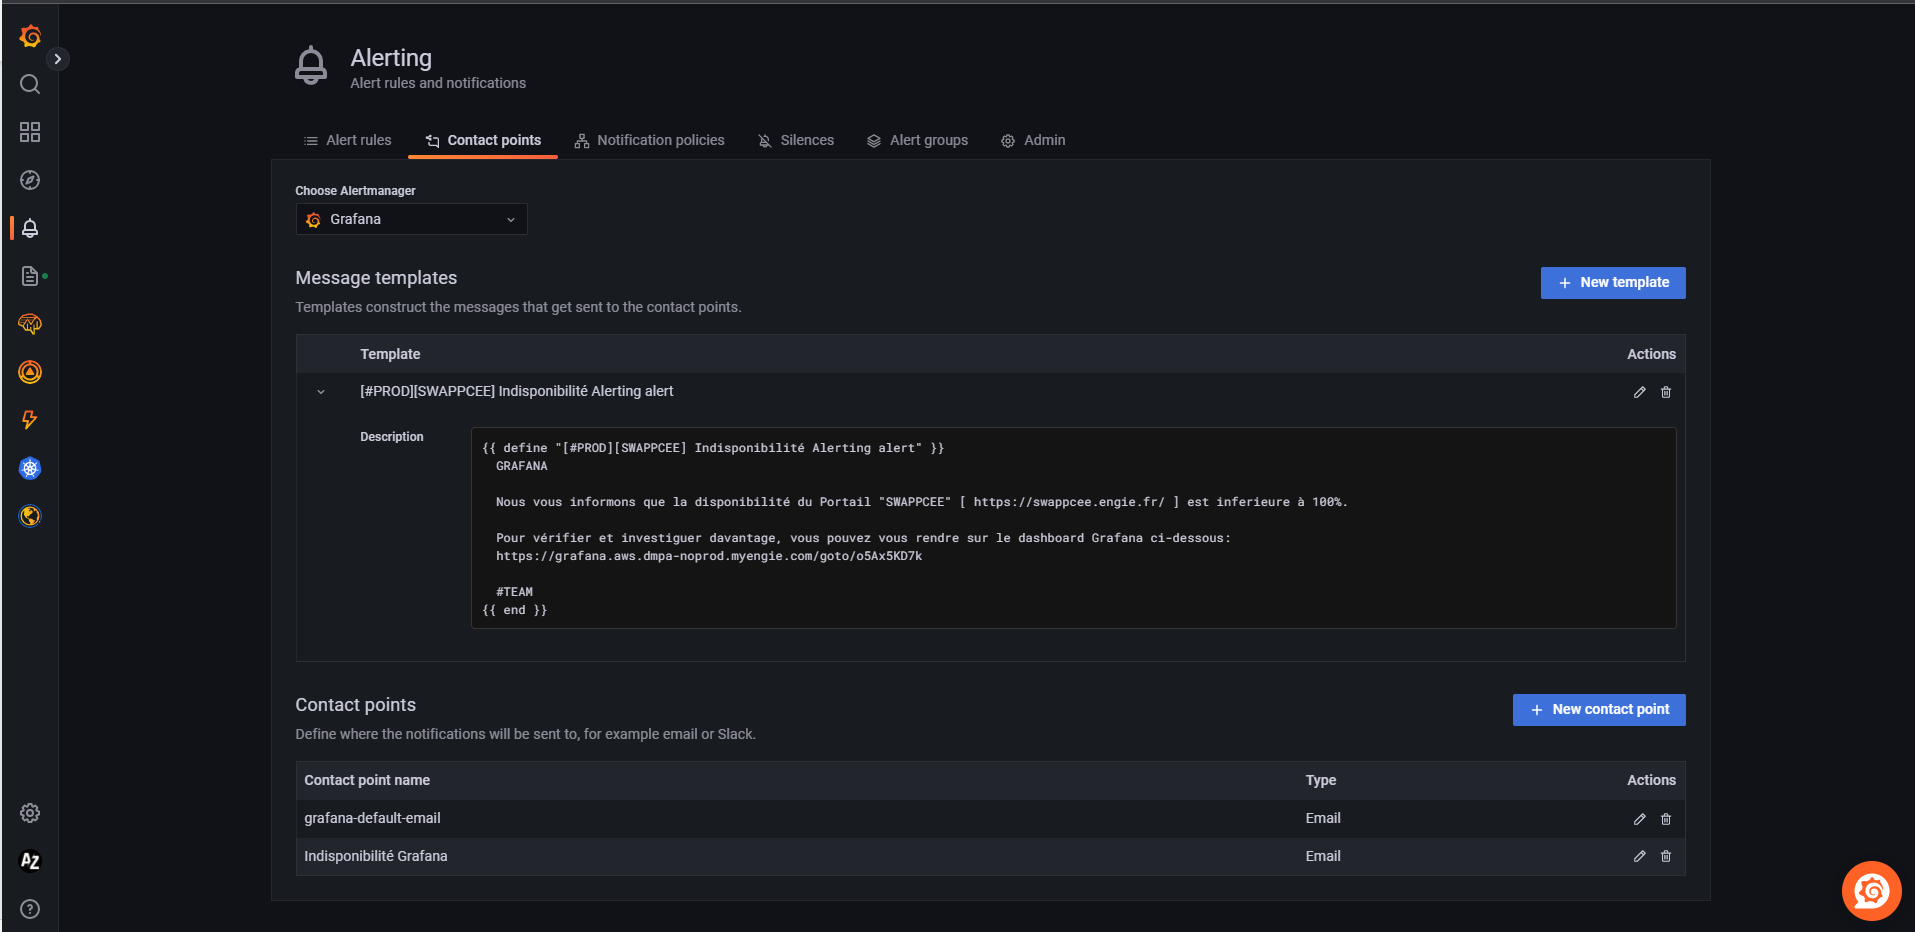 Alerting
Alert rules and notifications
Alert rules
Contact points
Notification policies
Silences
Alert groups
Admin
Choose Alertmanager
Grafana
Message templates
New template
Templates construct the messages that get sent to the contact points.
Template Actions
[#PROD][SWAPPCEE] Indisponibilité Alerting alert
Description
{{ define "[#PROD][SWAPPCEE] Indisponibilité Alerting alert" }}
GRAFANA
Nous vous informons que la disponibilité du Portail "SWAPPCEE" [ https://swappcee.engie.fr/ ] est inferieure à 100%.
Pour vérifier et investiguer davantage, vous pouvez vous rendre sur le dashboard Grafana ci-dessous:
https://grafana.aws.dmpa-noprod.myengie.com/goto/o5Ax5KD7k
#TEAM
{{ end }}
Contact points
New contact point
Define where the notifications will be sent to, for example email or Slack.
Contact point name Type Actions
grafana-default-email Email
Indisponibilité Grafana Email
AZ